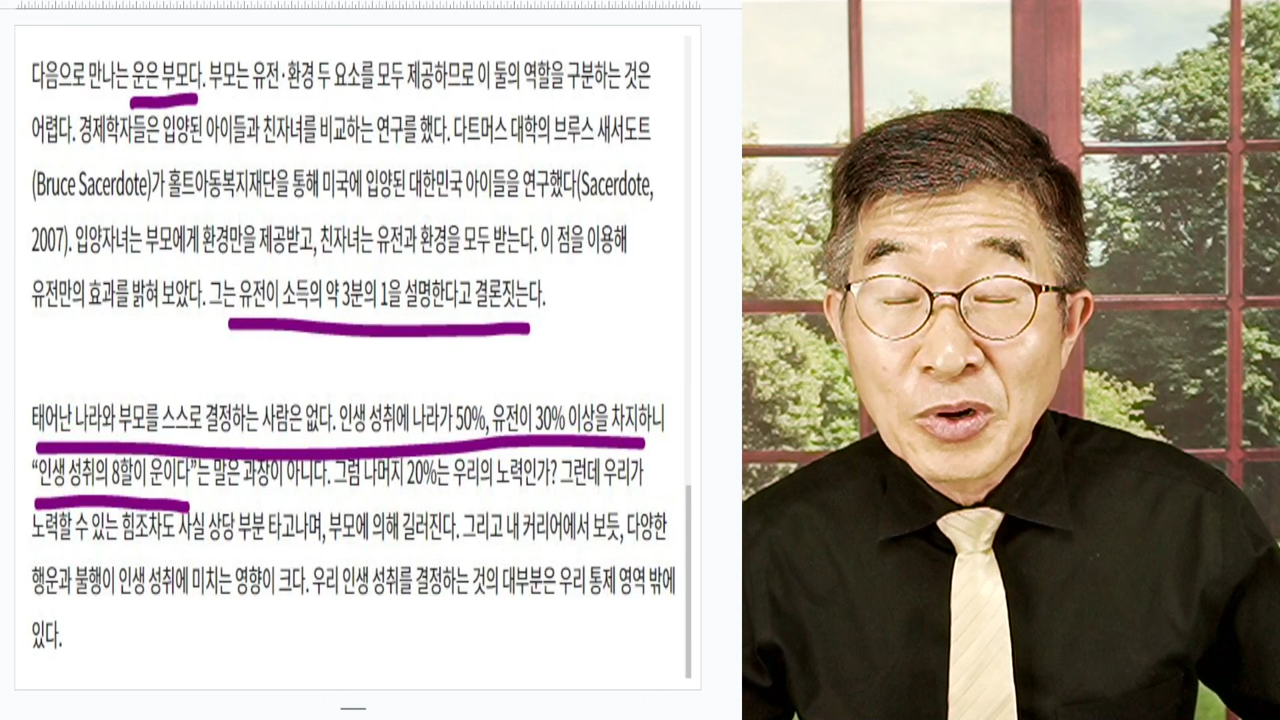 다음으로 만나는 운은 부모다. 부모는 유전·환경 두 요소를 모두 제공하므로 이 둘의 역할을 구분하는 것은
어렵다. 경제학자들은 입양된 아이들과 친자녀를 비교하는 연구를 했다. 다트머스 대학의 브루스 새서도트
(Bruce Sacerdote)가 홀트아동복지재단을 통해 미국에 입양된 대한민국 아이들을 연구했다(Sacerdote,
2007). 입양자녀는 부모에게 환경만을 제공받고, 친자녀는 유전과 환경을 모두 받는다. 이 점을 이용해
유전만의 효과를 밝혀 보았다. 그는 유전이 소득의 약 3분의 1을 설명한다고 결론짓는다.
태어난 나라와 부모를 스스로 결정하는 사람은 없다. 인생 성취에 나라가 50%, 유전이 30% 이상을 차지하니
“인생 성취의 8할이 운이다”는 말은 과장이 아니다. 그럼 나머지 20%는 우리의 노력인가? 그런데 우리가
노력할 수 있는 힘조차도 사실 상당 부분 타고나며, 부모에 의해 길러진다. 그리고 내 커리어에서 보듯, 다양한
행운과 불행이 인생 성취에 미치는 영향이 크다. 우리 인생 성취를 결정하는 것의 대부분은 우리 통제 영역 밖에
있다.